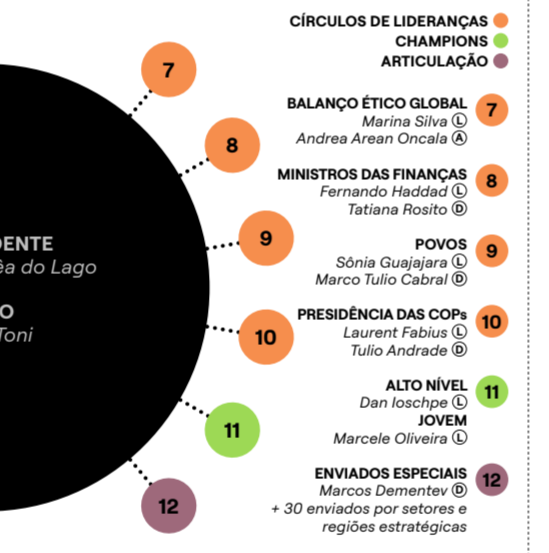 CÍRCULOS DE LIDERANÇAS
CHAMPIONS
ARTICULAÇÃO
7
8
9
10
11
12
DENTE
êa do Lago
O
Toni
BALANÇO ÉTICO GLOBAL 7
Marina Silva Ⓛ
Andrea Arean Oncala Ⓐ
MINISTROS DAS FINANÇAS 8
Fernando Haddad Ⓛ
Tatiana Rosito Ⓓ
POVOS 9
Sônia Guajajara Ⓛ
Marco Tulio Cabral Ⓓ
PRESIDÊNCIA DAS COPs 10
Laurent Fabius Ⓛ
Tulio Andrade Ⓓ
ALTO NÍVEL 11
Dan Ioschpe Ⓛ
JOVEM
Marcele Oliveira Ⓛ
ENVIADOS ESPECIAIS 12
Marcos Dementev Ⓓ
+ 30 enviados por setores e
regiões estratégicas